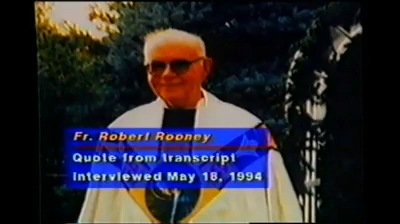 Fr. Robert Rooney
Quote from transcript
Interviewed May 18, 1994